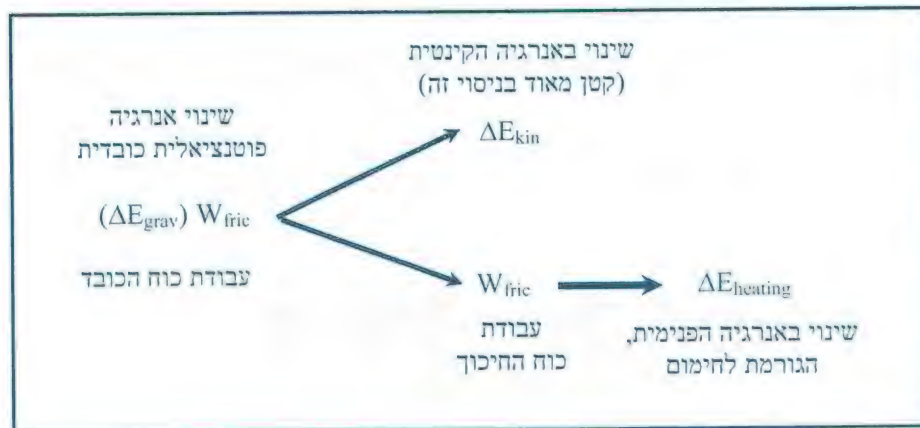 שינוי באנרגיה הקינטית
(קטן מאוד בניסוי זה)
ΔE_kin
שינוי אנרגיה
פוטנציאלית כובדית
(ΔE_grav) W_fric
עבודת כוח הכובד
W_fric
עבודת
כוח החיכוך
ΔE_heating
שינוי באנרגיה הפנימית,
הגורמת לחימום